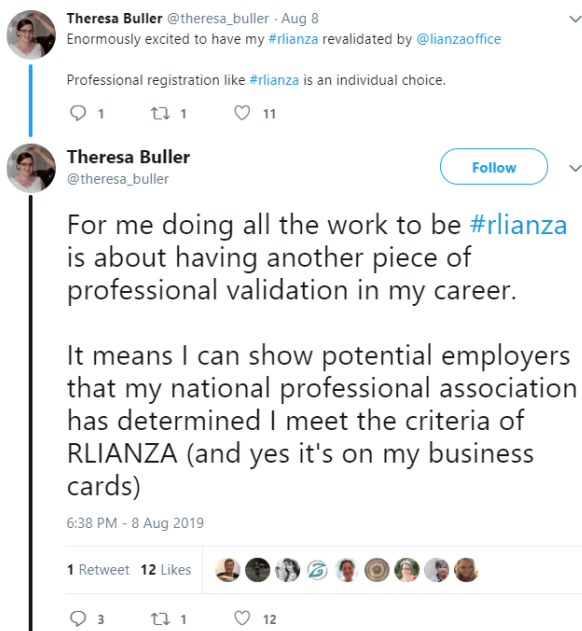 Theresa Buller @theresa_buller · Aug 8
Enormously excited to have my #rlianza revalidated by @lianzaoffice
Professional registration like #rlianza is an individual choice.
1 1 11
Theresa Buller
@theresa_buller
Follow
For me doing all the work to be #rlianza
is about having another piece of
professional validation in my career.
It means I can show potential employers
that my national professional association
has determined I meet the criteria of
RLIANZA (and yes it's on my business
cards)
6:38 PM - 8 Aug 2019
1 Retweet 12 Likes
3 1 12